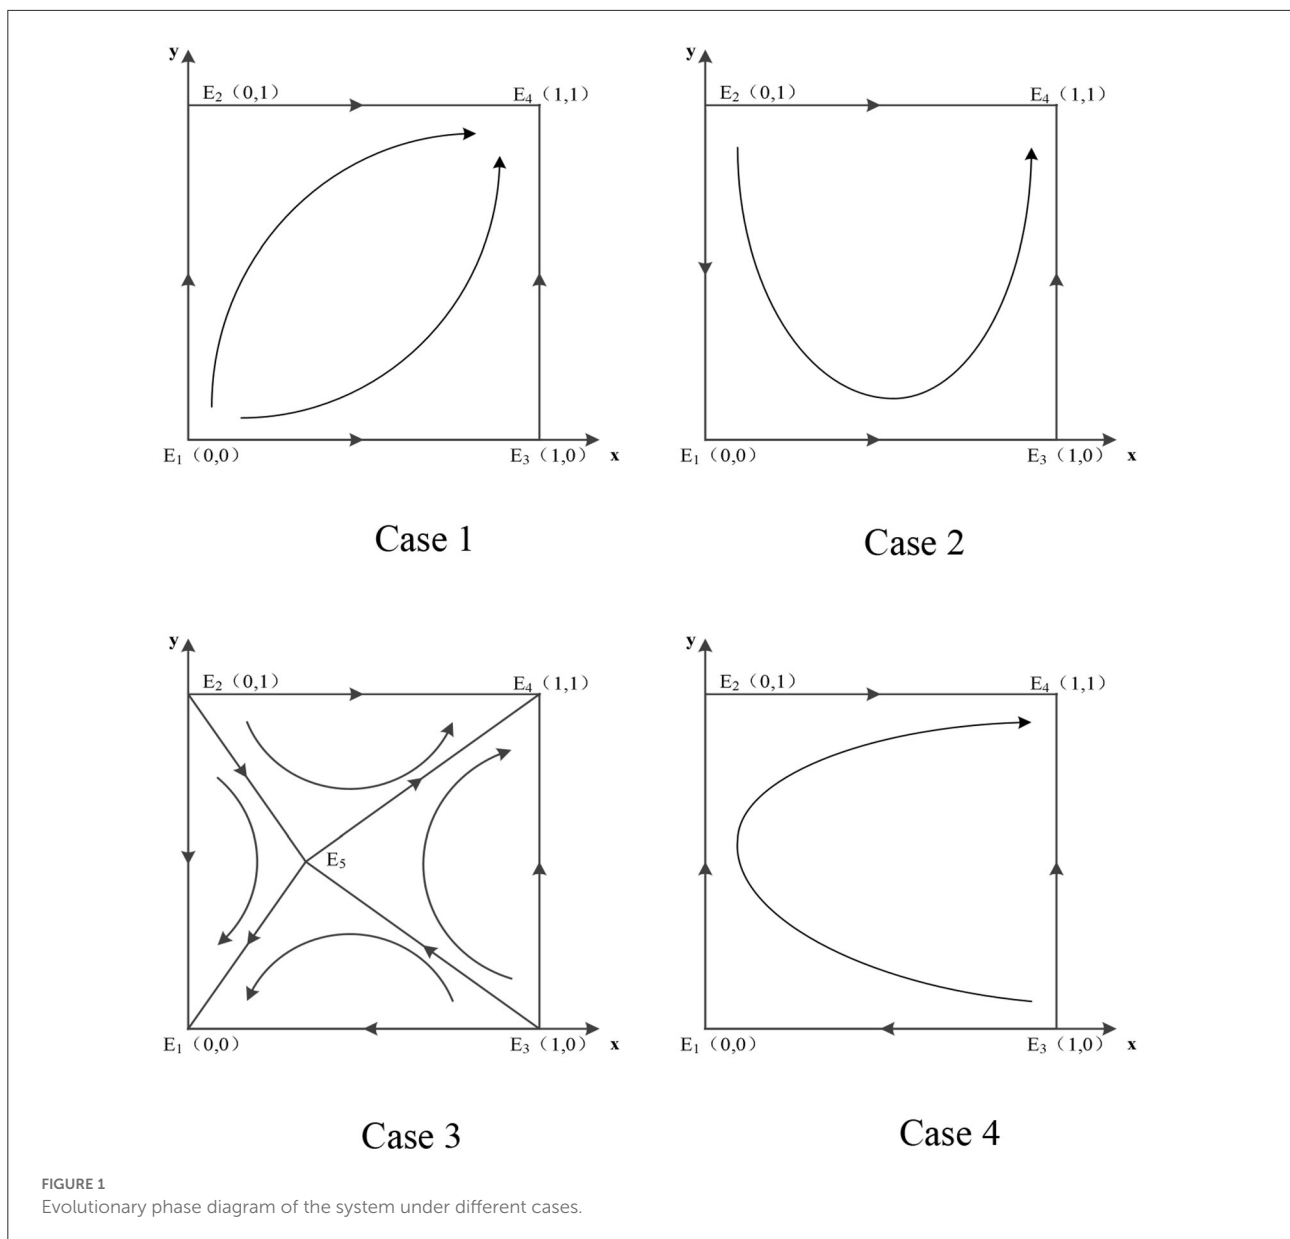 y
y
E₂（0,1）
E₄（1,1）
E₂（0,1）
E₄（1,1）
E₁（0,0）
E₃（1,0）
x
E₁（0,0）
E₃（1,0）
x
Case 1
Case 2
y
y
E₂（0,1）
E₄（1,1）
E₂（0,1）
E₄（1,1）
E₅
E₁（0,0）
E₃（1,0）
x
E₁（0,0）
E₃（1,0）
x
Case 3
Case 4
FIGURE 1
Evolutionary phase diagram of the system under different cases.